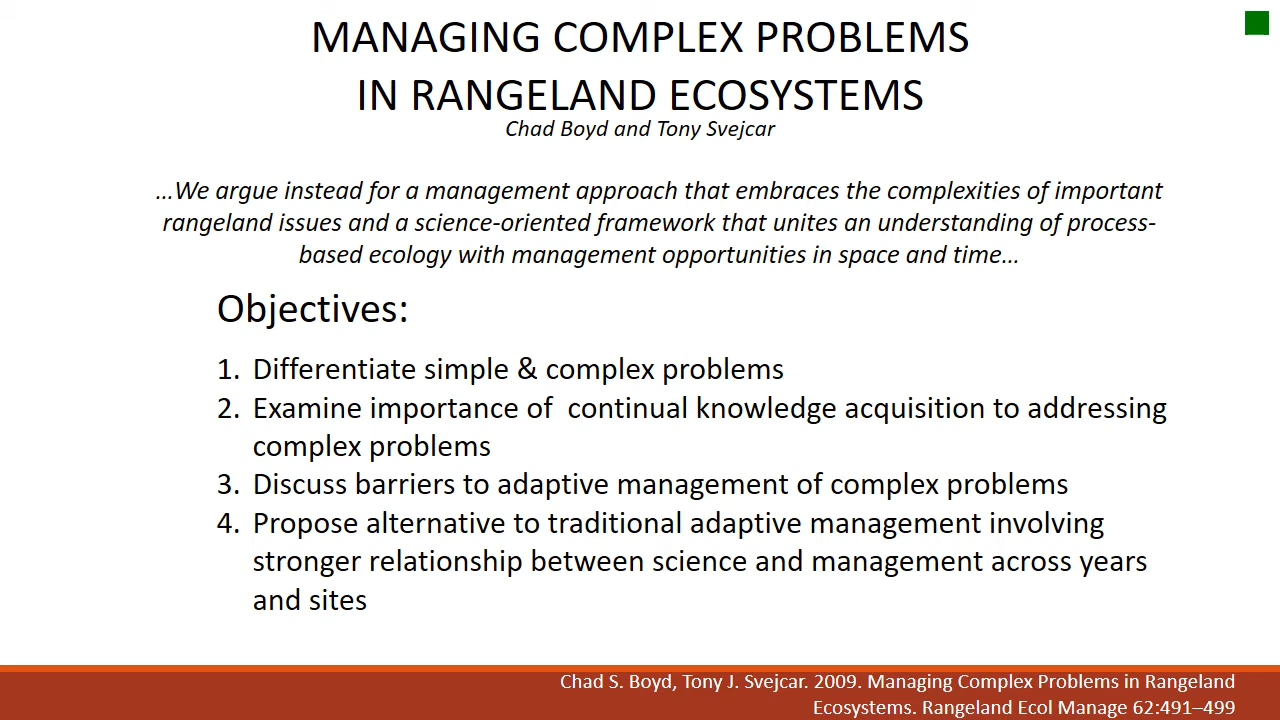 MANAGING COMPLEX PROBLEMS
IN RANGELAND ECOSYSTEMS
Chad Boyd and Tony Svejcar
…We argue instead for a management approach that embraces the complexities of important
rangeland issues and a science-oriented framework that unites an understanding of process-
based ecology with management opportunities in space and time…
Objectives:
1. Differentiate simple & complex problems
2. Examine importance of  continual knowledge acquisition to addressing
complex problems
3. Discuss barriers to adaptive management of complex problems
4. Propose alternative to traditional adaptive management involving
stronger relationship between science and management across years
and sites
Chad S. Boyd, Tony J. Svejcar. 2009. Managing Complex Problems in Rangeland
Ecosystems. Rangeland Ecol Manage 62:491–499